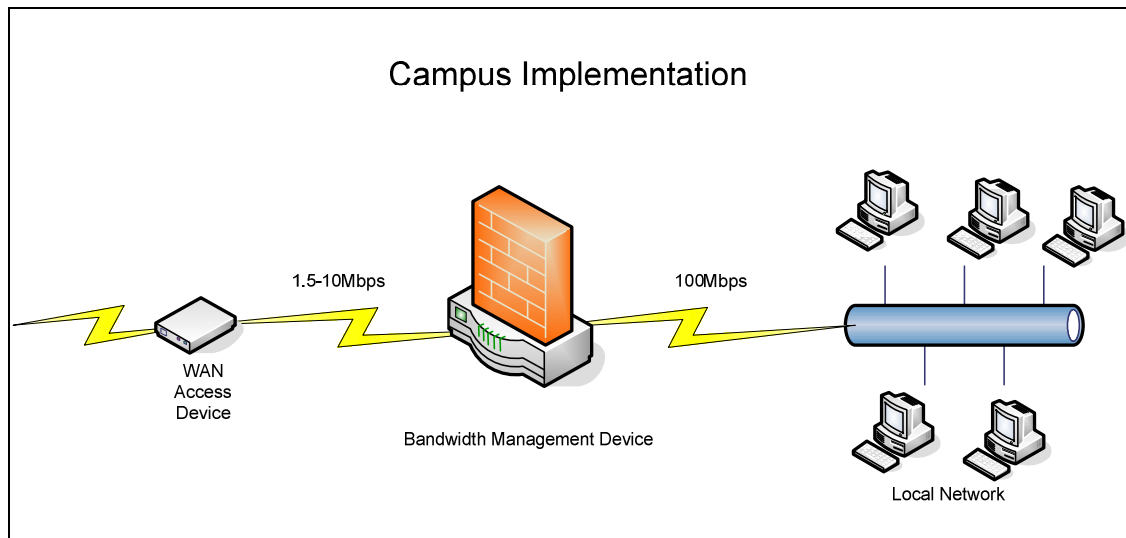 Campus Implementation
1.5-10Mbps
100Mbps
WAN
Access
Device
Bandwidth Management Device
Local Network